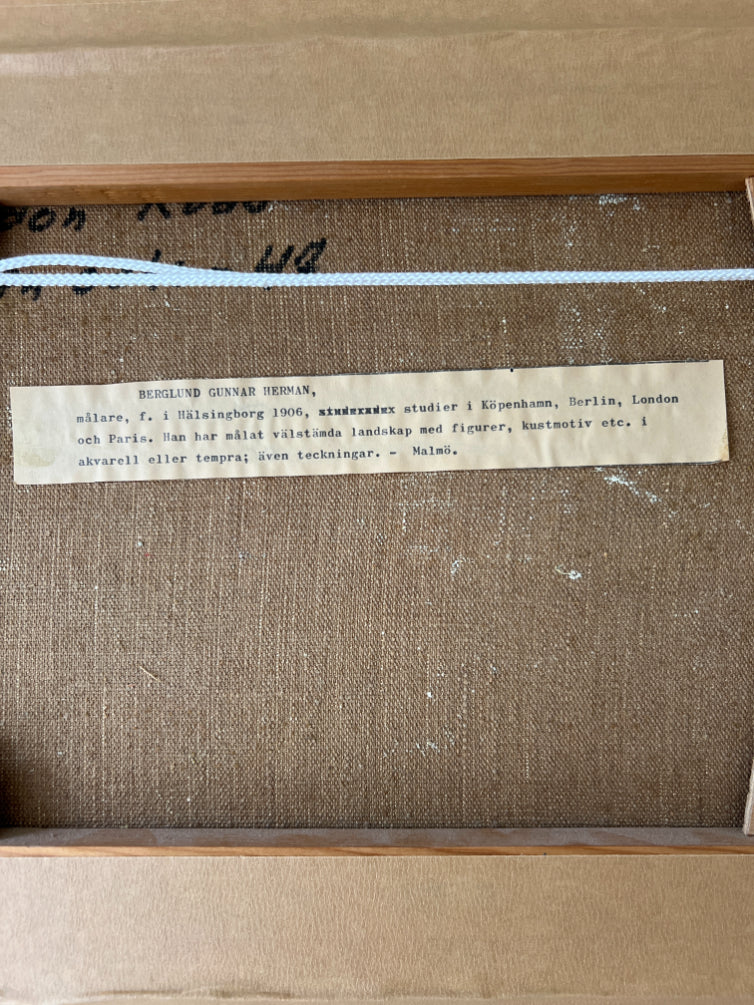 49
BERGLUND GUNNAR HERMAN,
målare, f. i Hälsingborg 1906, studier i Köpenhamn, Berlin, London
och Paris. Han har målat välstämda landskap med figurer, kustmotiv etc. i
akvarell eller tempra; även teckningar. - Malmö.